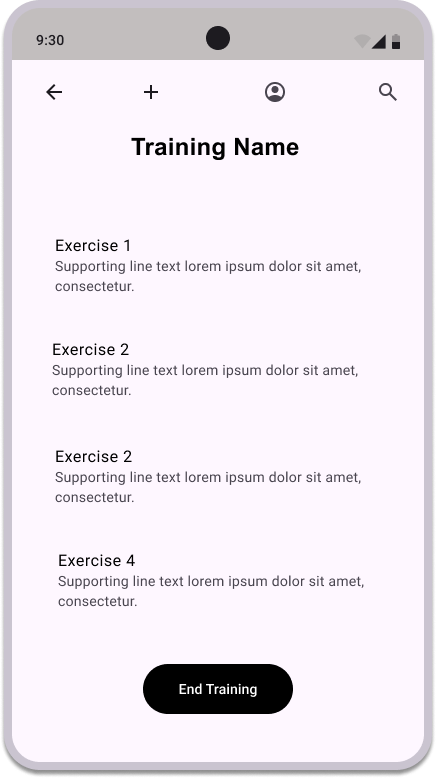 9:30
Training Name
Exercise 1
Supporting line text lorem ipsum dolor sit amet,
consectetur.
Exercise 2
Supporting line text lorem ipsum dolor sit amet,
consectetur.
Exercise 2
Supporting line text lorem ipsum dolor sit amet,
consectetur.
Exercise 4
Supporting line text lorem ipsum dolor sit amet,
consectetur.
End Training